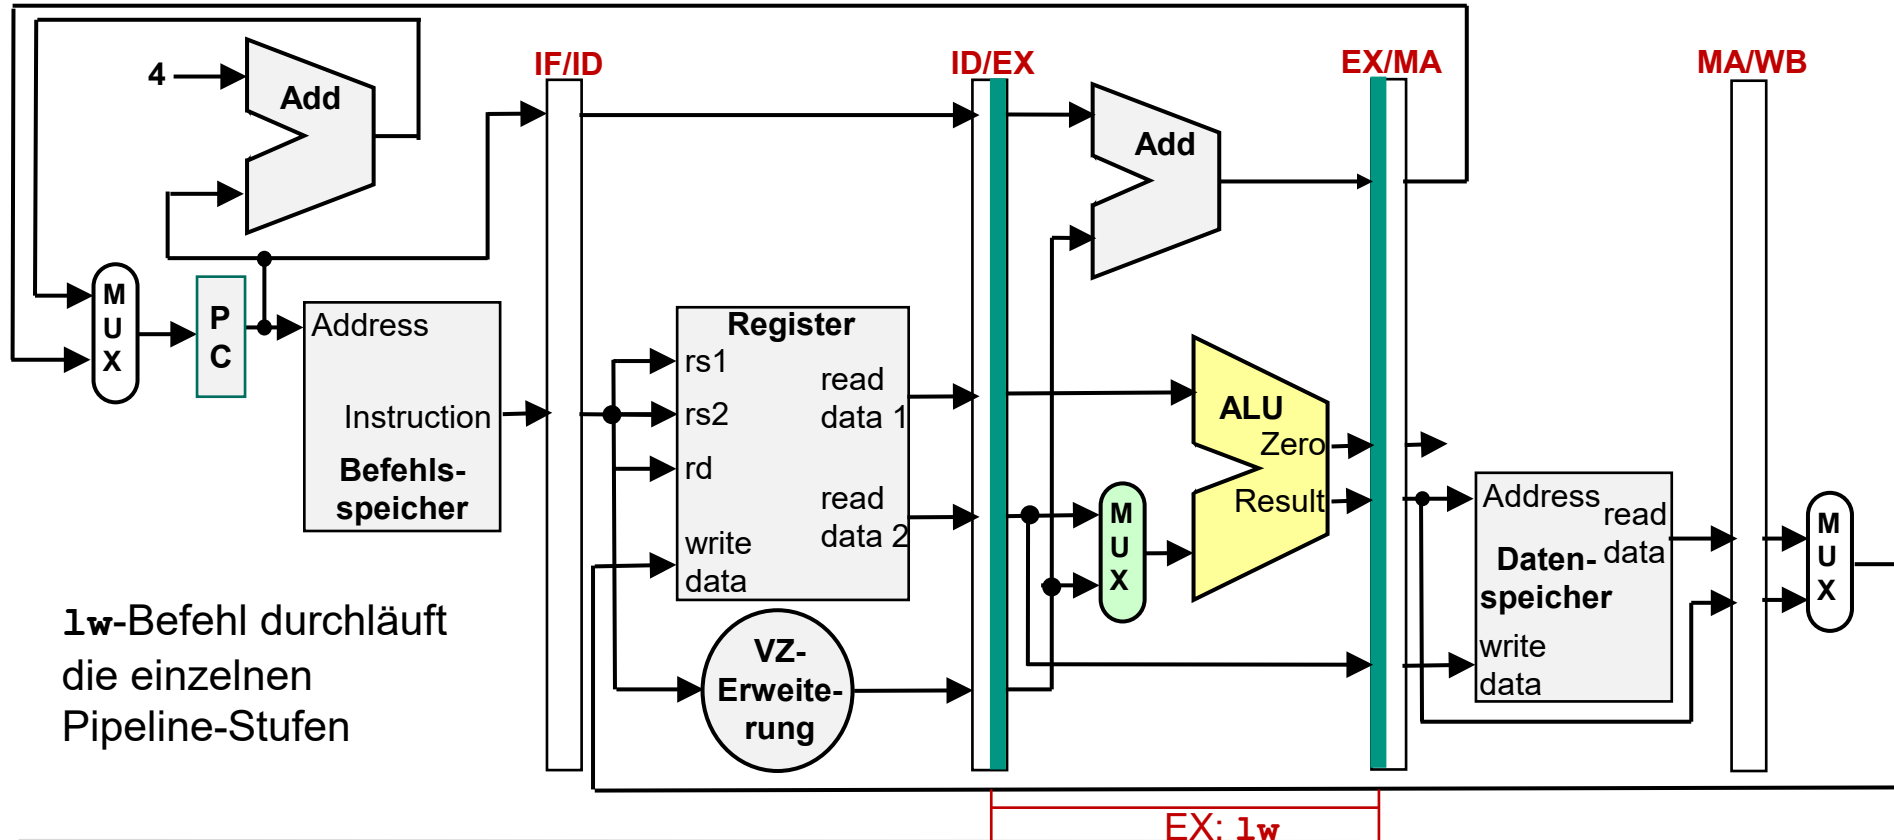 IF/ID
ID/EX
EX/MA
MA/WB
4
Add
Add
M
U
X
P
C
Address
Instruction
Befehls-
speicher
Register
rs1
rs2
rd
write
data
read
data 1
read
data 2
VZ-
Erweite-
rung
M
U
X
ALU
Zero
Result
Address
read
data
Daten-
speicher
write
data
M
U
X
lw-Befehl durchläuft
die einzelnen
Pipeline-Stufen
EX: lw